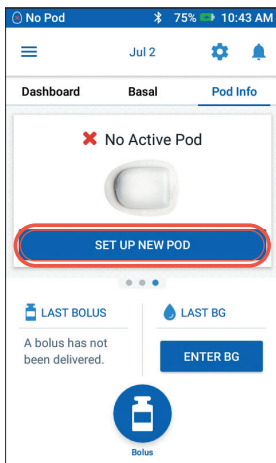 No Pod 75% 10:43 AM
Jul 2
Dashboard Basal Pod Info
No Active Pod
SET UP NEW POD
LAST BOLUS LAST BG
A bolus has not
been delivered.
ENTER BG
Bolus